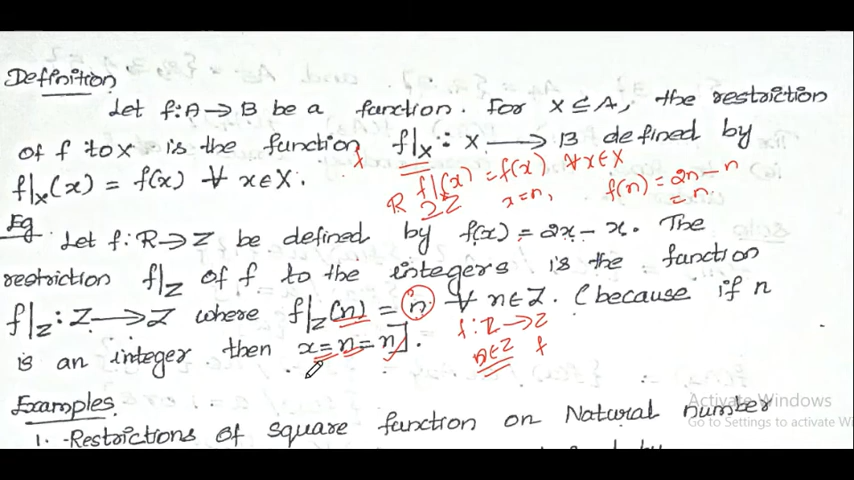 Definition
Let f:A→B be a function. For X⊆A, the restriction
of f to X is the function f|x : X → B defined by
f|x(x) = f(x) ∀ x∈X.
f|(x) = f(x) ∀x∈X
R 2Z x=n, f(n) = 2n-n
= n.
Eg.
Let f:R→Z be defined by f(x) = 2x - x. The
restriction f|Z of f to the integers is the function
f|Z : Z → Z where f|Z(n) = n ∀ n∈Z. (because if n
f:Z→Z
is an integer then x=n=n].
n∈Z f
Examples.
1. -Restrictions of square function on Natural number
Activate Windows
Go to Settings to activate Wi